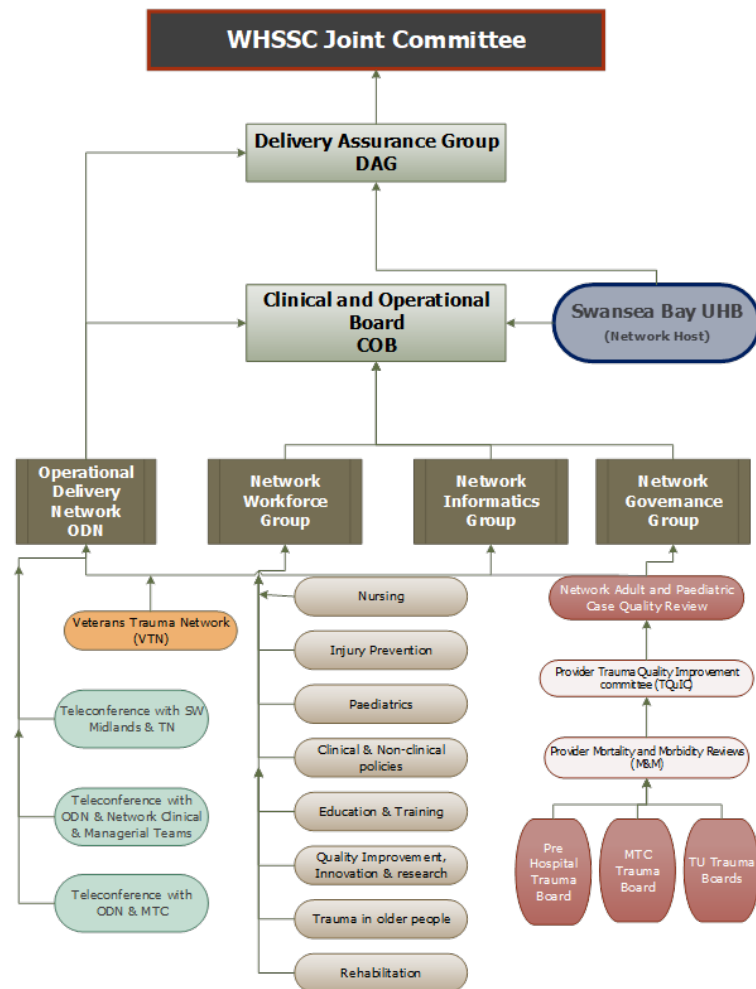 WHSSC Joint Committee
Delivery Assurance Group
DAG
Clinical and Operational
Board
COB
Swansea Bay UHB
(Network Host)
Operational
Delivery
Network
ODN
Network
Workforce
Group
Network
Informatics
Group
Network
Governance
Group
Veterans Trauma Network
(VTN)
Teleconference with SW
Midlands & TN
Teleconference with
ODN & Network Clinical
& Managerial Teams
Teleconference with
ODN & MTC
Nursing
Injury Prevention
Paediatrics
Clinical & Non-clinical
policies
Education & Training
Quality Improvement,
Innovation & research
Trauma in older people
Rehabilitation
Network Adult and Paediatric
Case Quality Review
Provider Trauma Quality Improvement
committee (TQuIC)
Provider Mortality and Morbidity Reviews
(M&M)
Pre
Hospital
Trauma
Board
MTC
Trauma
Board
TU Trauma
Boards